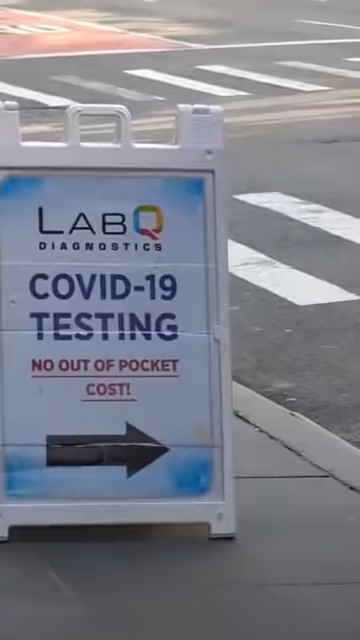 LABQ
DIAGNOSTICS
COVID-19
TESTING
NO OUT OF POCKET
COST!